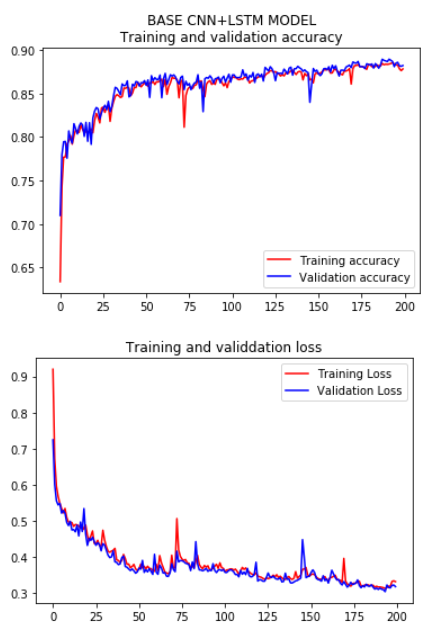 BASE CNN+LSTM MODEL
Training and validation accuracy
0.90
0.85
0.80
0.75
0.70
0.65
Training accuracy
Validation accuracy
0 25 50 75 100 125 150 175 200
Training and validdation loss
0.9
0.8
0.7
0.6
0.5
0.4
0.3
Training Loss
Validation Loss
0 25 50 75 100 125 150 175 200